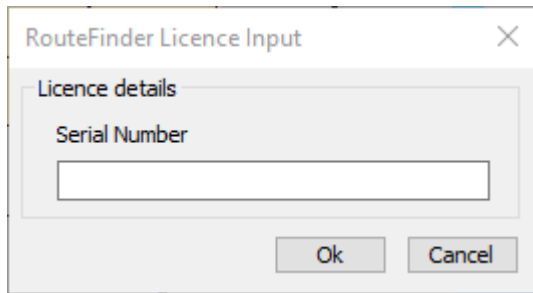 RouteFinder Licence Input
Licence details
Serial Number
Ok Cancel